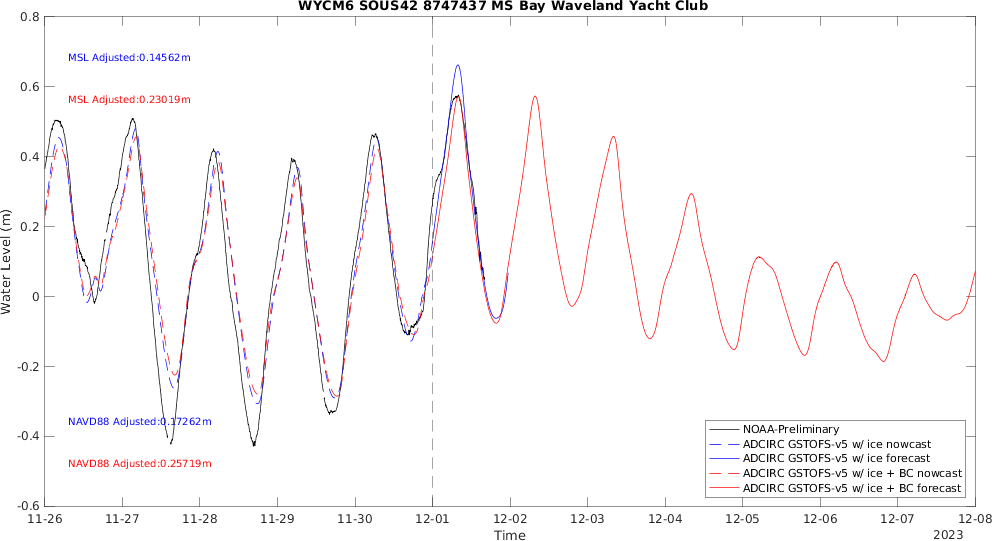 WYCM6 SOUS42 8747437 MS Bay Waveland Yacht Club
0.8
MSL Adjusted:0.14562m
0.6
MSL Adjusted:0.23019m
0.4
0.2
Water Level (m)
0
-0.2
NAVD88 Adjusted:0.17262m
-0.4
NAVD88 Adjusted:0.25719m
-0.6
NOAA-Preliminary
ADCIRC GSTOFS-v5 w/ ice nowcast
ADCIRC GSTOFS-v5 w/ ice forecast
ADCIRC GSTOFS-v5 w/ ice + BC nowcast
ADCIRC GSTOFS-v5 w/ ice + BC forecast
11-26 11-27 11-28 11-29 11-30 12-01 12-02 12-03 12-04 12-05 12-06 12-07 12-08
Time
2023